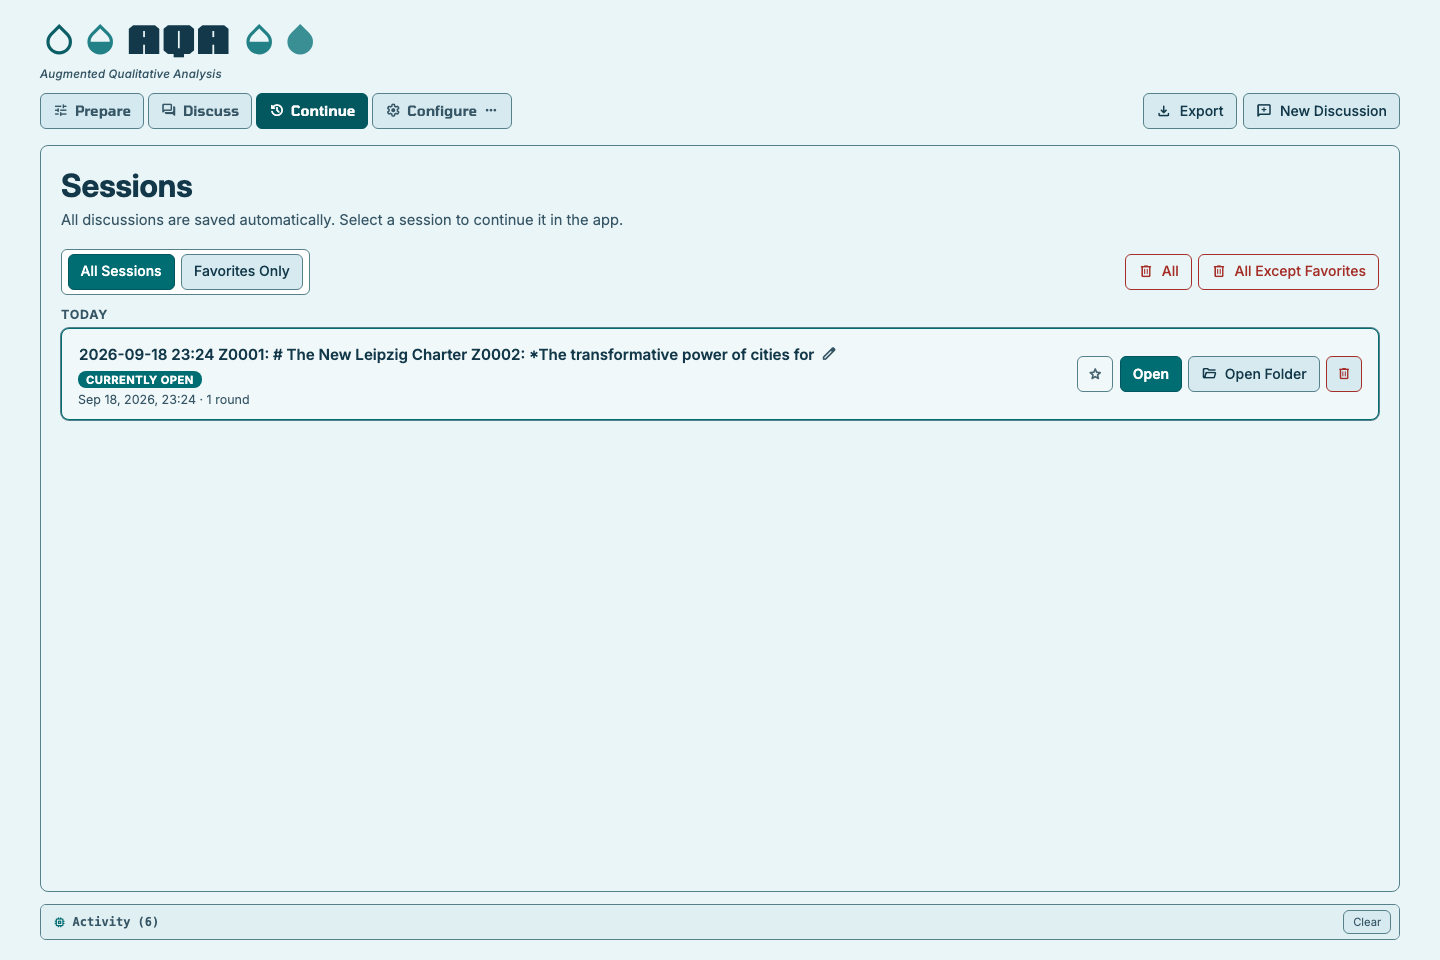 AQA
Augmented Qualitative Analysis
Prepare
Discuss
Continue
Configure ···
Export
New Discussion
Sessions
All discussions are saved automatically. Select a session to continue it in the app.
All Sessions
Favorites Only
All
All Except Favorites
TODAY
2026-09-18 23:24 Z0001: # The New Leipzig Charter Z0002: *The transformative power of cities for
CURRENTLY OPEN
Sep 18, 2026, 23:24 · 1 round
Open
Open Folder
Activity (6)
Clear